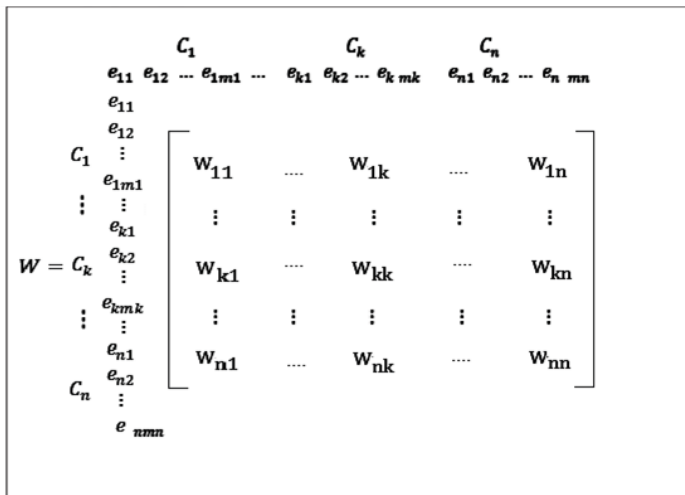 C₁ Cₖ Cₙ
e₁₁ e₁₂ ... e₁ₘ₁ ... eₖ₁ eₖ₂ ... eₖ ₘₖ eₙ₁ eₙ₂ ... eₙ ₘₙ
e₁₁
e₁₂
C₁ ⋮
e₁ₘ₁ W₁₁ .... W₁ₖ .... W₁ₙ
⋮ ⋮ ⋮ ⋮ ⋮ ⋮ ⋮
eₖ₁
W = Cₖ eₖ₂ Wₖ₁ .... Wₖₖ .... Wₖₙ
⋮
eₖₘₖ
⋮ ⋮ ⋮ ⋮ ⋮ ⋮ ⋮
eₙ₁ Wₙ₁ .... Wₙₖ .... Wₙₙ
Cₙ eₙ₂
⋮
e ₙₘₙ